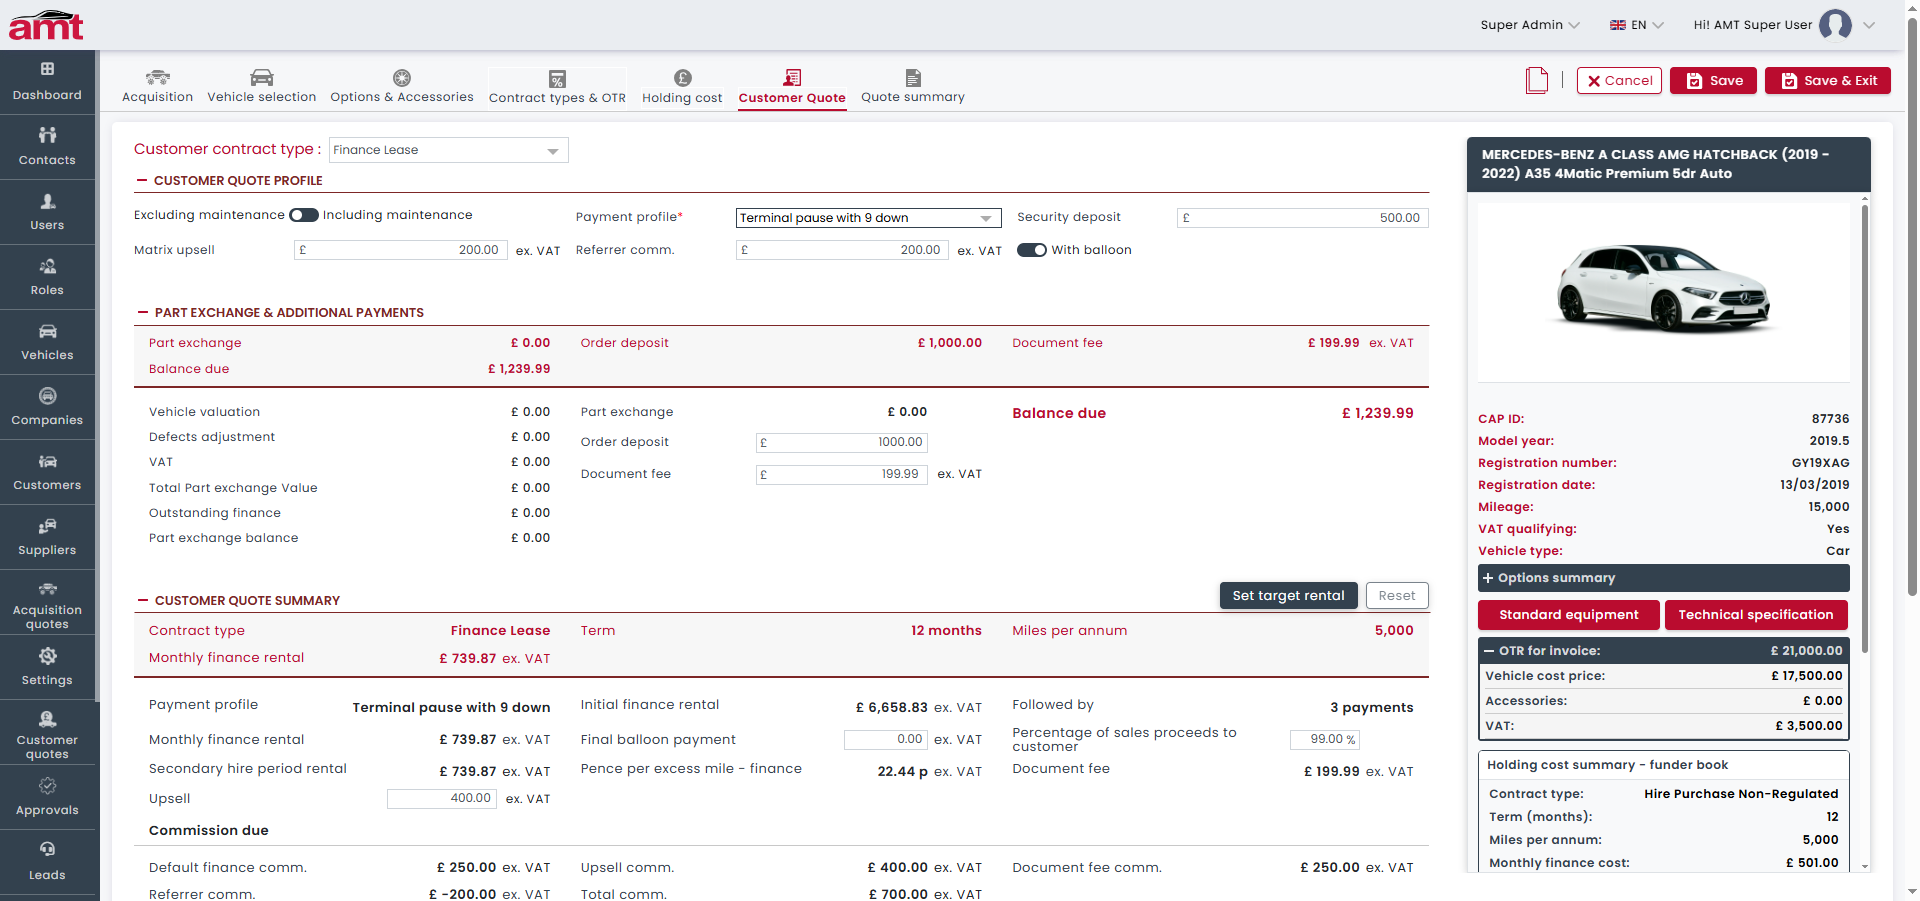 amt
Super Admin
EN
Hi! AMT Super User
Dashboard
Contacts
Users
Roles
Vehicles
Companies
Customers
Suppliers
Acquisition
quotes
Settings
Customer
quotes
Approvals
Leads
Acquisition
Vehicle selection
Options & Accessories
Contract types & OTR
Holding cost
Customer Quote
Quote summary
Cancel
Save
Save & Exit
Customer contract type : Finance Lease
CUSTOMER QUOTE PROFILE
Excluding maintenance Including maintenance
Payment profile* Terminal pause with 9 down
Security deposit £ 500.00
Matrix upsell £ 200.00 ex. VAT
Referrer comm. £ 200.00 ex. VAT
With balloon
PART EXCHANGE & ADDITIONAL PAYMENTS
Part exchange £ 0.00 Order deposit £ 1,000.00 Document fee £ 199.99 ex. VAT
Balance due £ 1,239.99
Vehicle valuation £ 0.00
Defects adjustment £ 0.00
VAT £ 0.00
Total Part exchange Value £ 0.00
Outstanding finance £ 0.00
Part exchange balance £ 0.00
Part exchange £ 0.00
Order deposit £ 1000.00
Document fee £ 199.99 ex. VAT
Balance due £ 1,239.99
CUSTOMER QUOTE SUMMARY
Set target rental
Reset
Contract type Finance Lease Term 12 months Miles per annum 5,000
Monthly finance rental £ 739.87 ex. VAT
Payment profile Terminal pause with 9 down
Initial finance rental £ 6,658.83 ex. VAT
Followed by 3 payments
Monthly finance rental £ 739.87 ex. VAT
Final balloon payment 0.00 ex. VAT
Percentage of sales proceeds to
customer 99.00 %
Secondary hire period rental £ 739.87 ex. VAT
Pence per excess mile - finance 22.44 p ex. VAT
Document fee £ 199.99 ex. VAT
Upsell 400.00 ex. VAT
Commission due
Default finance comm. £ 250.00 ex. VAT
Upsell comm. £ 400.00 ex. VAT
Document fee comm. £ 250.00 ex. VAT
Referrer comm. £ -200.00 ex. VAT
Total comm. £ 700.00 ex. VAT
MERCEDES-BENZ A CLASS AMG HATCHBACK (2019 -
2022) A35 4Matic Premium 5dr Auto
CAP ID: 87736
Model year: 2019.5
Registration number: GY19XAG
Registration date: 13/03/2019
Mileage: 15,000
VAT qualifying: Yes
Vehicle type: Car
Options summary
Standard equipment
Technical specification
OTR for invoice: £ 21,000.00
Vehicle cost price: £ 17,500.00
Accessories: £ 0.00
VAT: £ 3,500.00
Holding cost summary - funder book
Contract type: Hire Purchase Non-Regulated
Term (months): 12
Miles per annum: 5,000
Monthly finance cost: £ 501.00